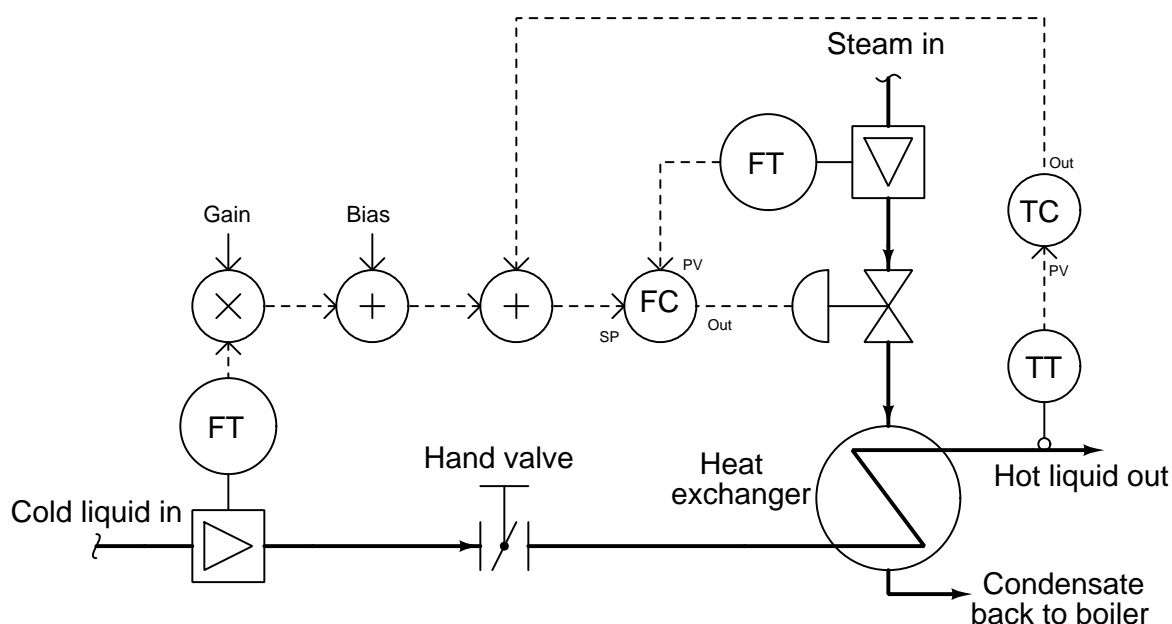 Steam in
FT
Out
TC
PV
Gain
Bias
PV
FC
SP
Out
TT
FT
Hand valve
Heat
exchanger
Hot liquid out
Cold liquid in
Condensate
back to boiler